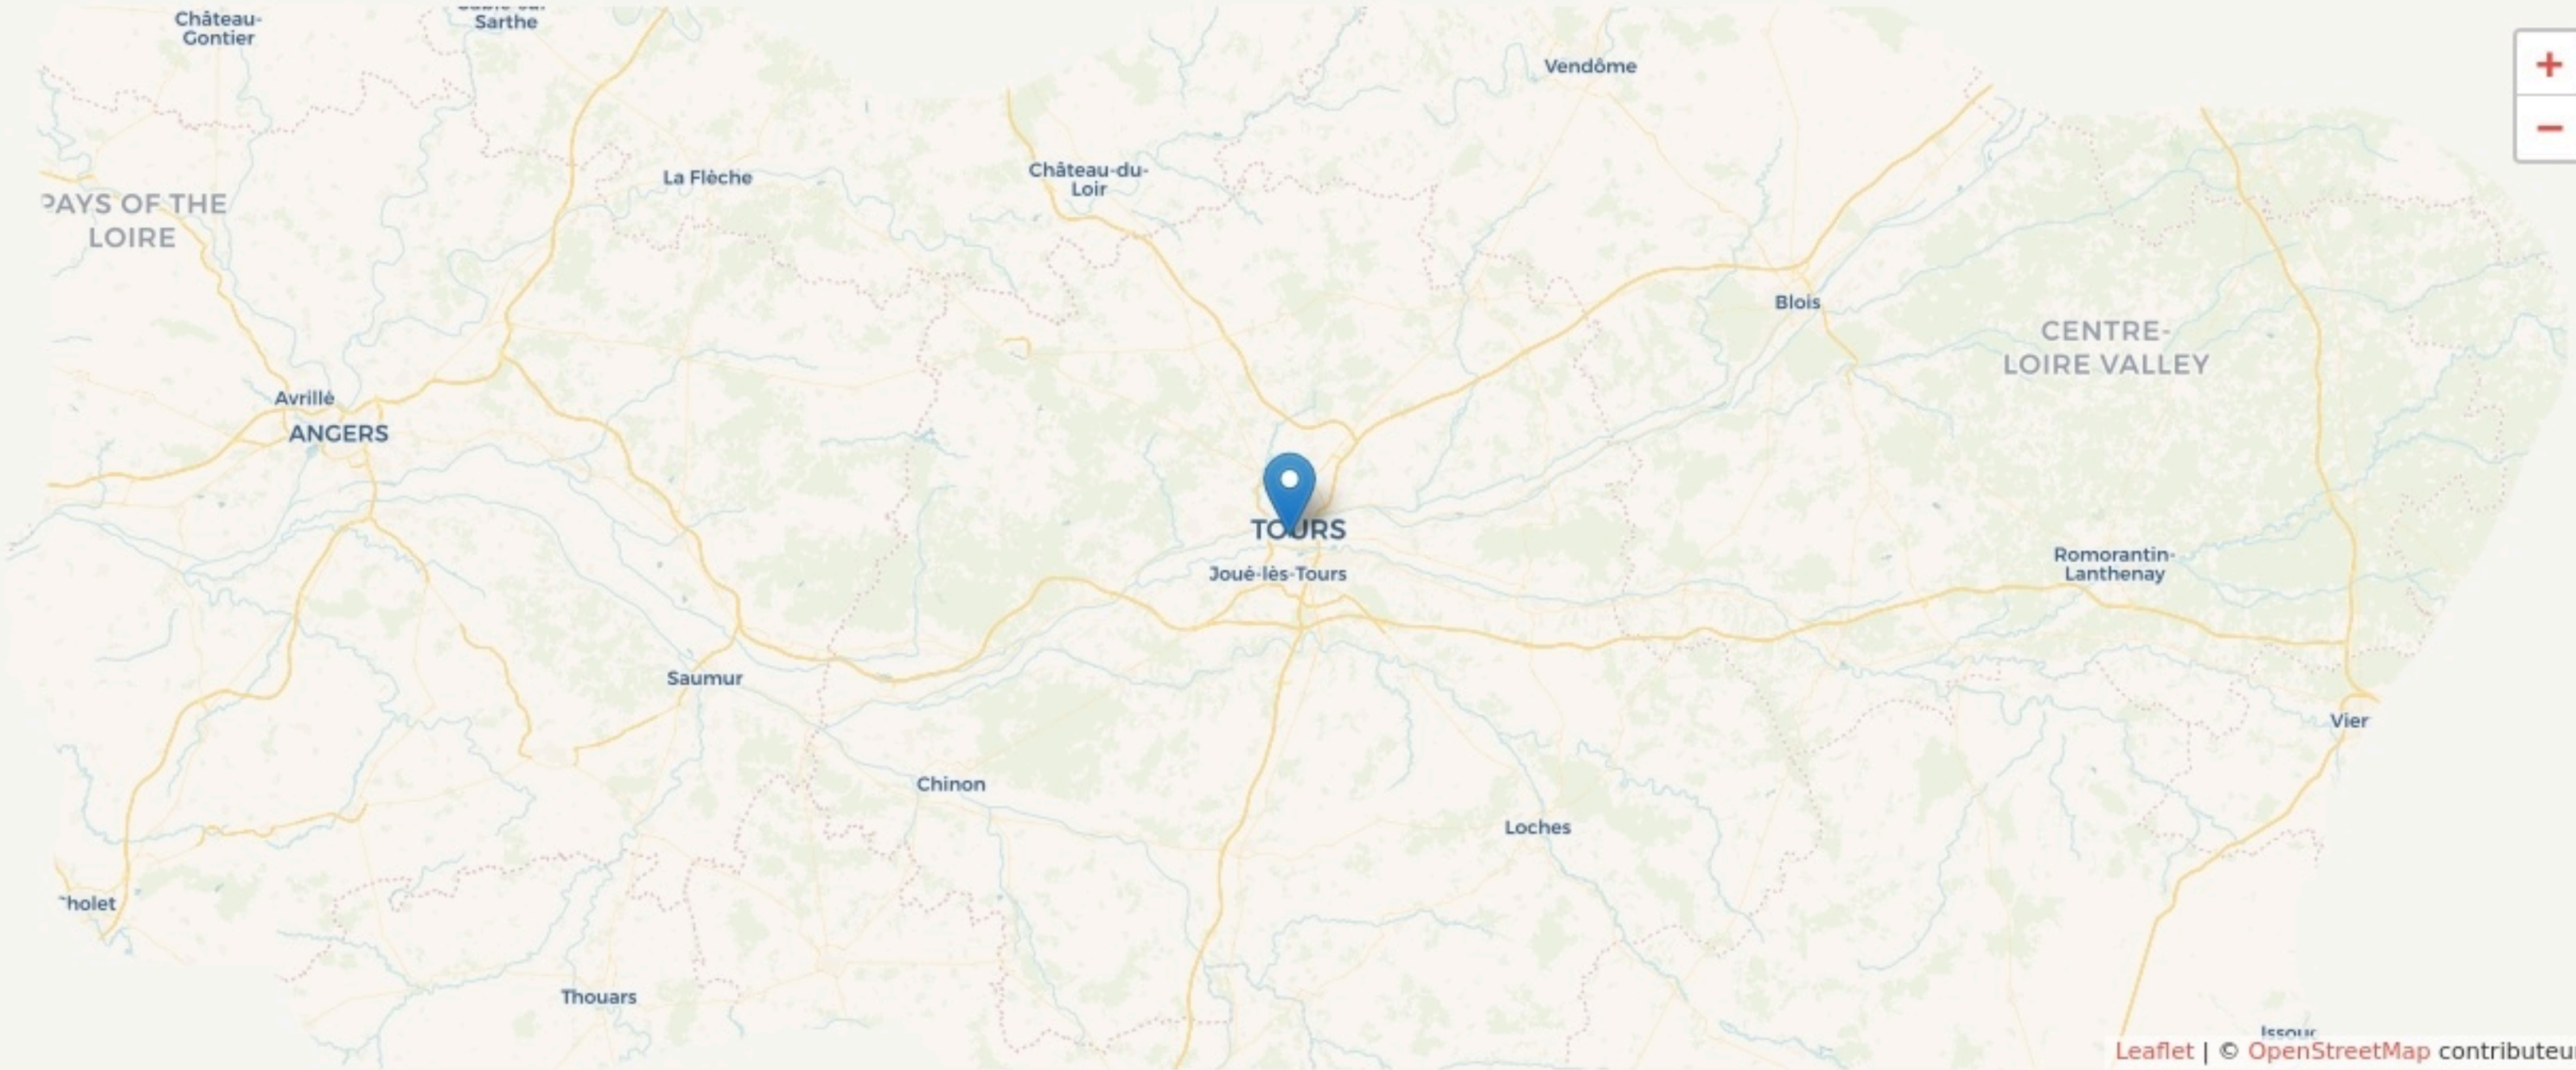 Château-
Gontier
Sarthe
Vendôme
+
−
La Flèche
Château-du-
Loir
PAYS OF THE
LOIRE
Blois
CENTRE-
LOIRE VALLEY
Avrillé
ANGERS
TOURS
Joué-lès-Tours
Romorantin-
Lanthenay
Saumur
Vier
Chinon
Loches
holet
Thouars
Issou
Leaflet | © OpenStreetMap contributeu